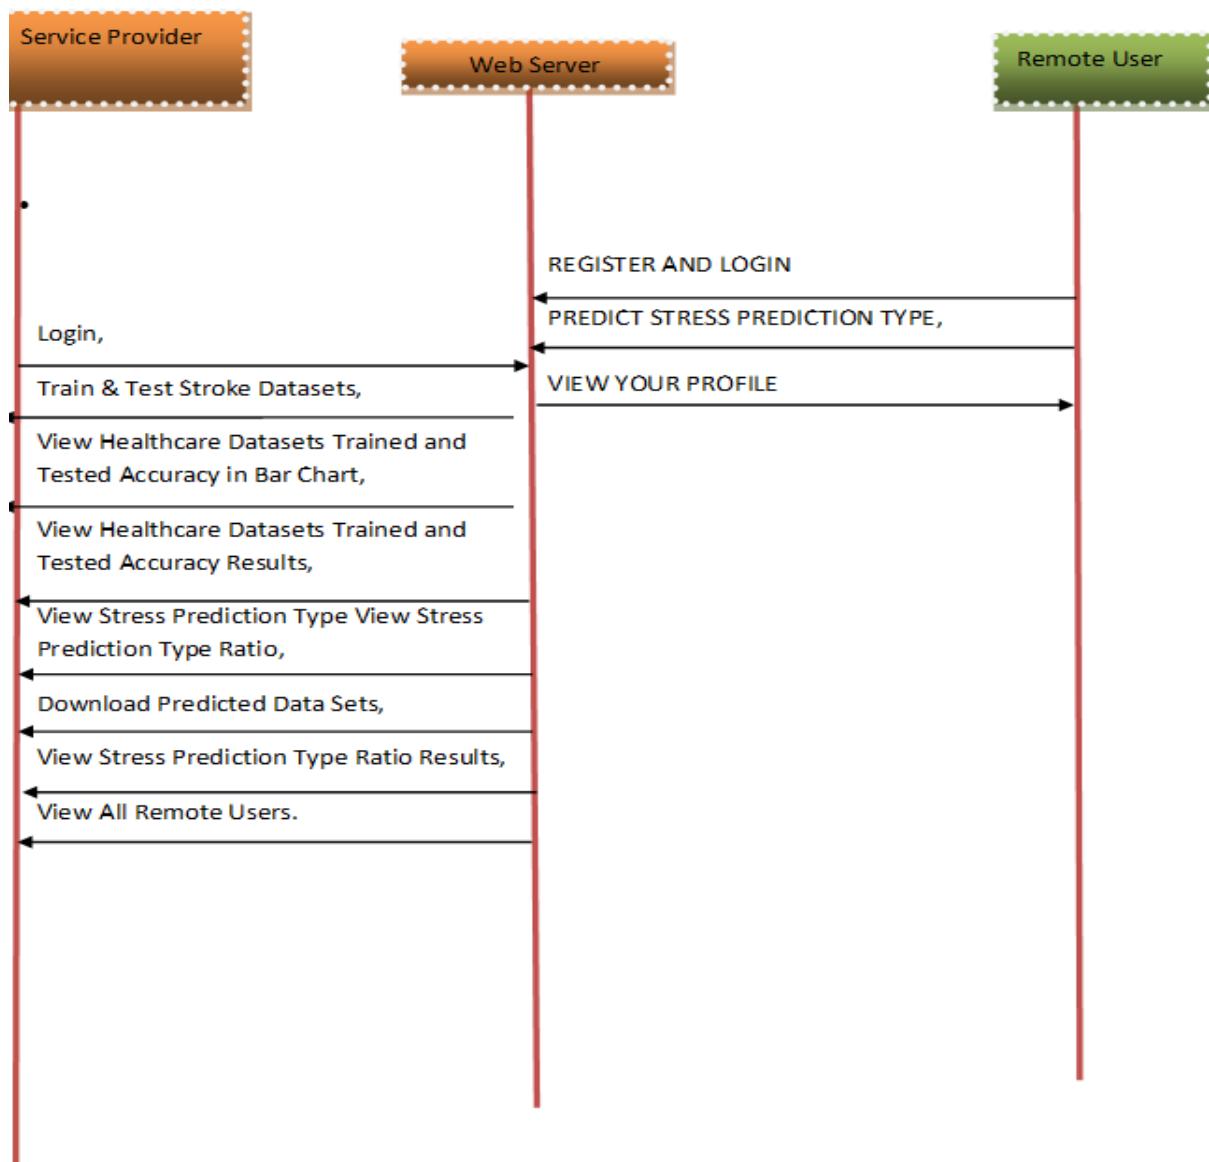 Service Provider
Web Server
Remote User
REGISTER AND LOGIN
PREDICT STRESS PREDICTION TYPE,
VIEW YOUR PROFILE
Login,
Train & Test Stroke Datasets,
View Healthcare Datasets Trained and
Tested Accuracy in Bar Chart,
View Healthcare Datasets Trained and
Tested Accuracy Results,
View Stress Prediction Type View Stress
Prediction Type Ratio,
Download Predicted Data Sets,
View Stress Prediction Type Ratio Results,
View All Remote Users.